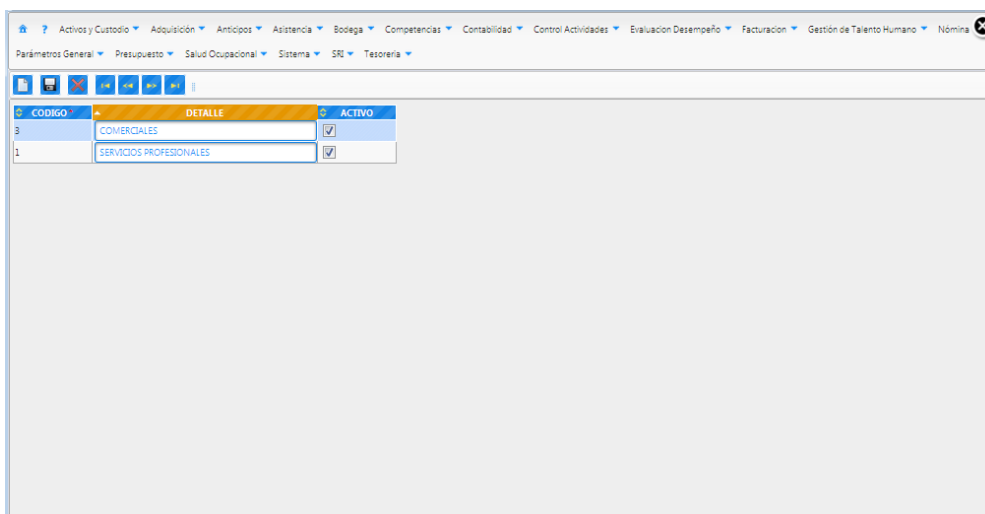 ? Activos y Custodio Adquisición Anticipos Asistencia Bodega Competencias Contabilidad Control Actividades Evaluacion Desempeño Facturacion Gestión de Talento Humano Nómina
Parámetros General Presupuesto Salud Ocupacional Sistema SRI Tesoreria
CODIGO * DETALLE ACTIVO
3 COMERCIALES
1 SERVICIOS PROFESIONALES